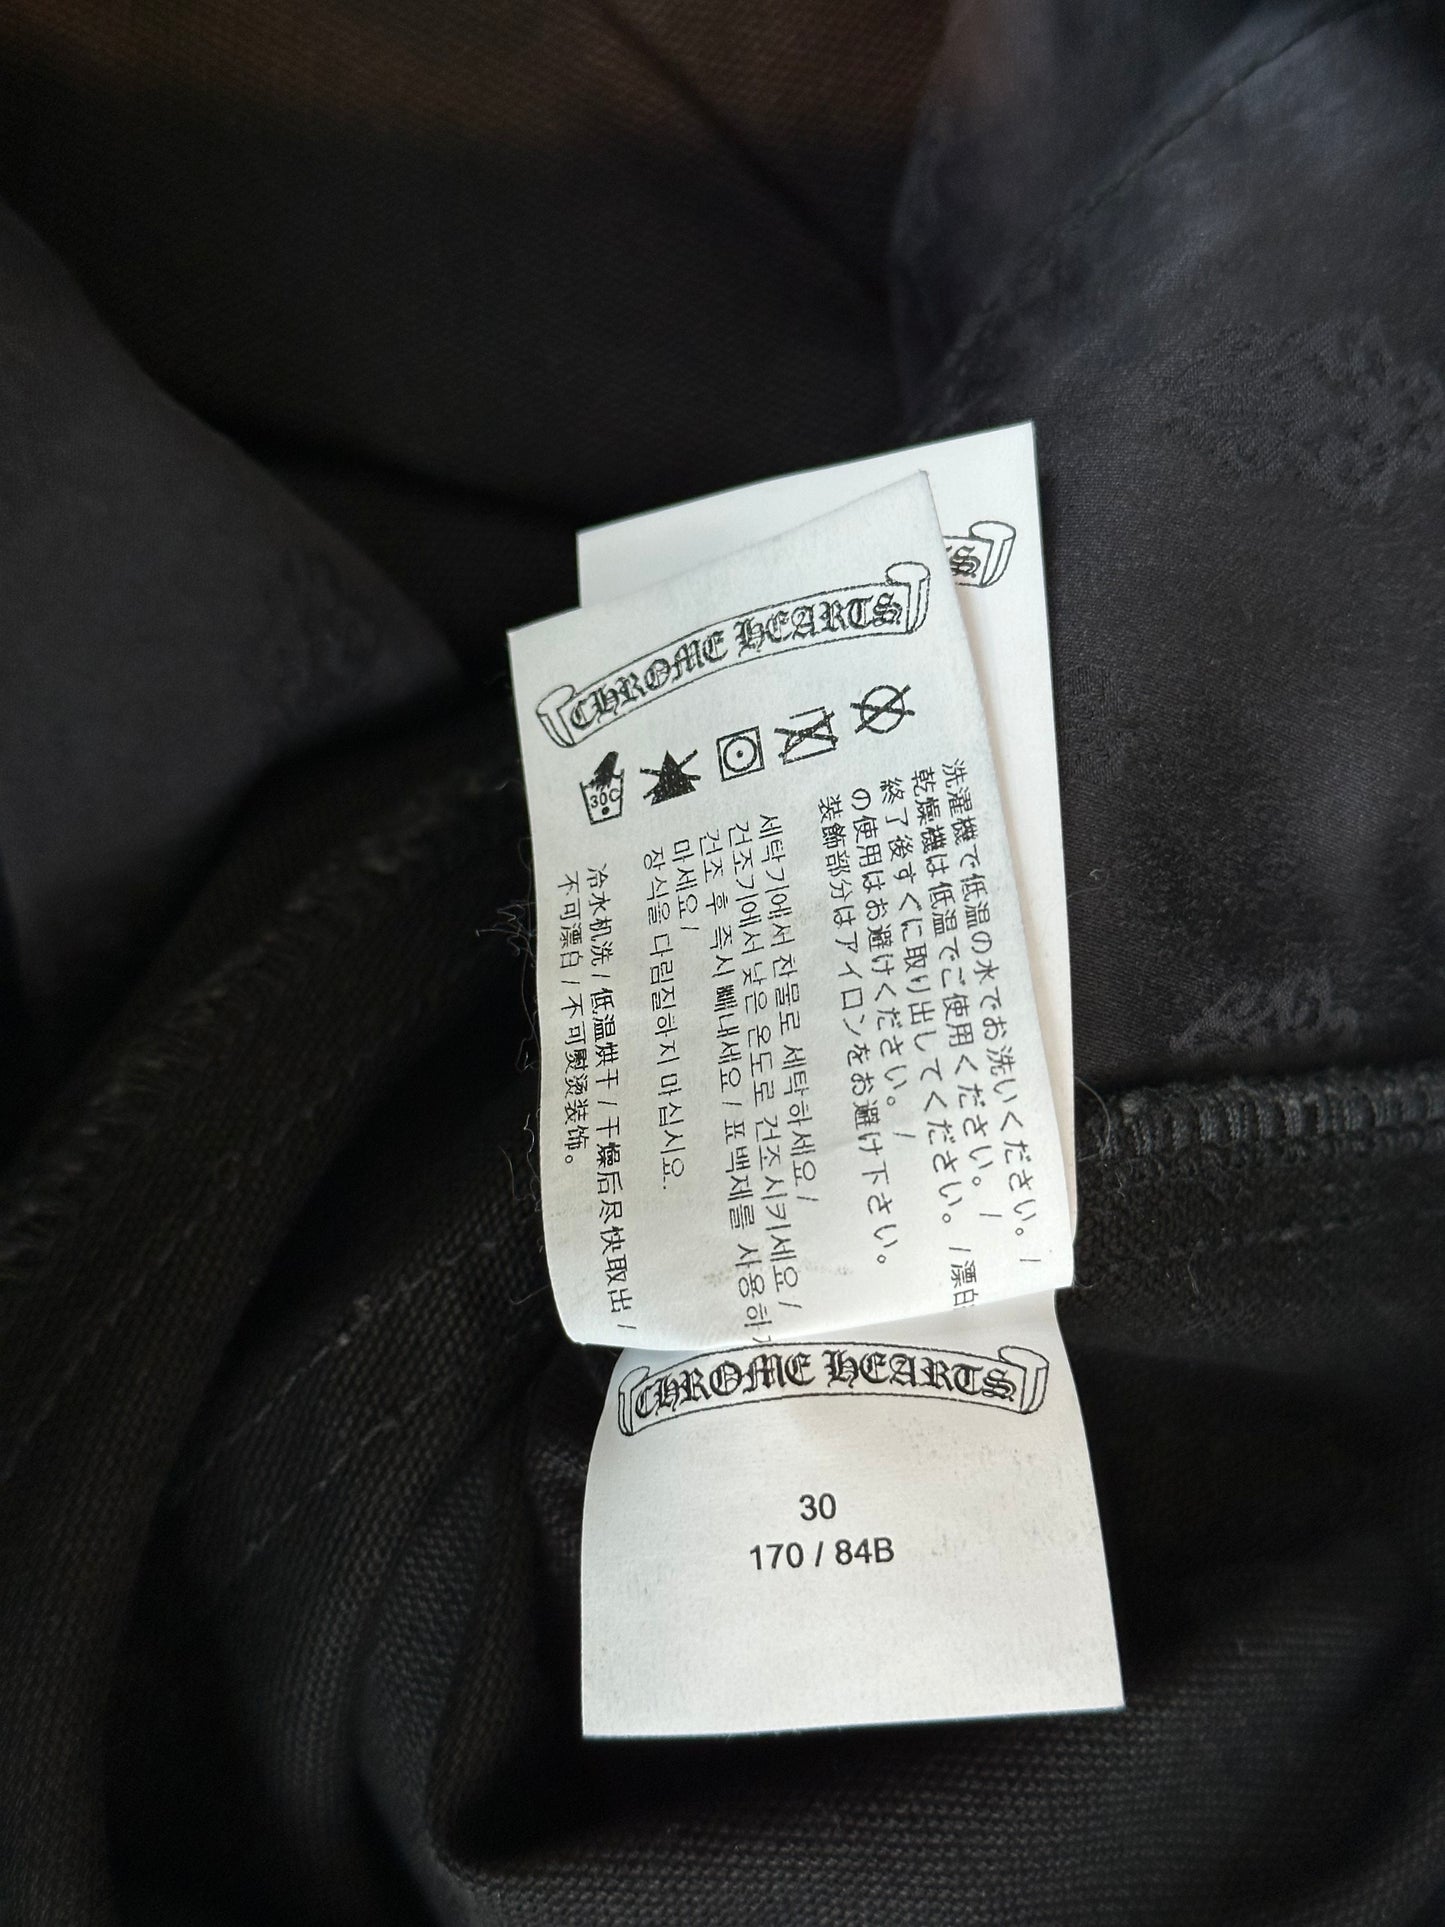 CHROME HEARTS
30C
洗濯機で低温の水でお洗いください。/
乾燥機は低温でご使用ください。/
終了後すぐに取り出してください。/漂白
の使用はお避けください。/
装飾部分はアイロンをお避け下さい。
세탁기에서 찬물로 세탁하세요/
건조기에서 낮은 온도로 건조시키세요/
건조 후 즉시 빼내세요/표백제를 사용하
마세요/
장식을 다림질하지 마십시요.
冷水机洗/低温烘干/干燥后尽快取出/
不可漂白/不可熨烫装饰。
CHROME HEARTS
30
170 / 84B